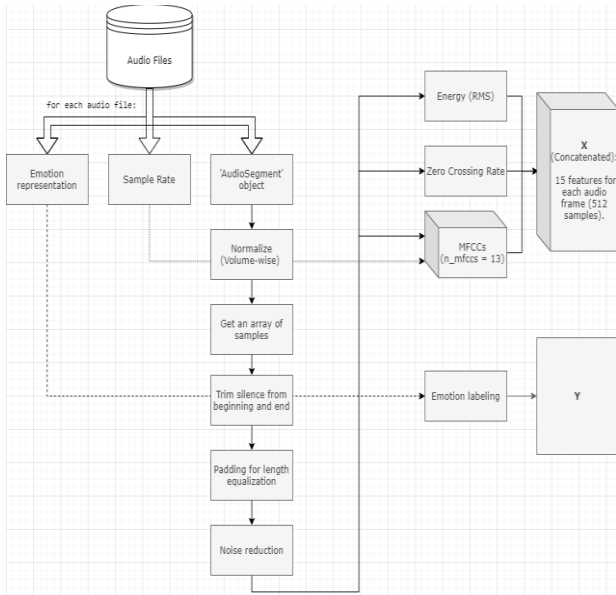 Audio Files
for each audio file:
Emotion
representation
Sample Rate
'AudioSegment'
object
Normalize
(Volume-wise)
Get an array of
samples
Trim silence from
beginning and end
Padding for length
equalization
Noise reduction
Energy (RMS)
Zero Crossing Rate
MFCCs
(n_mfccs = 13)
X
(Concatenated):
15 features for
each audio
frame (512
samples).
Emotion labeling
Y